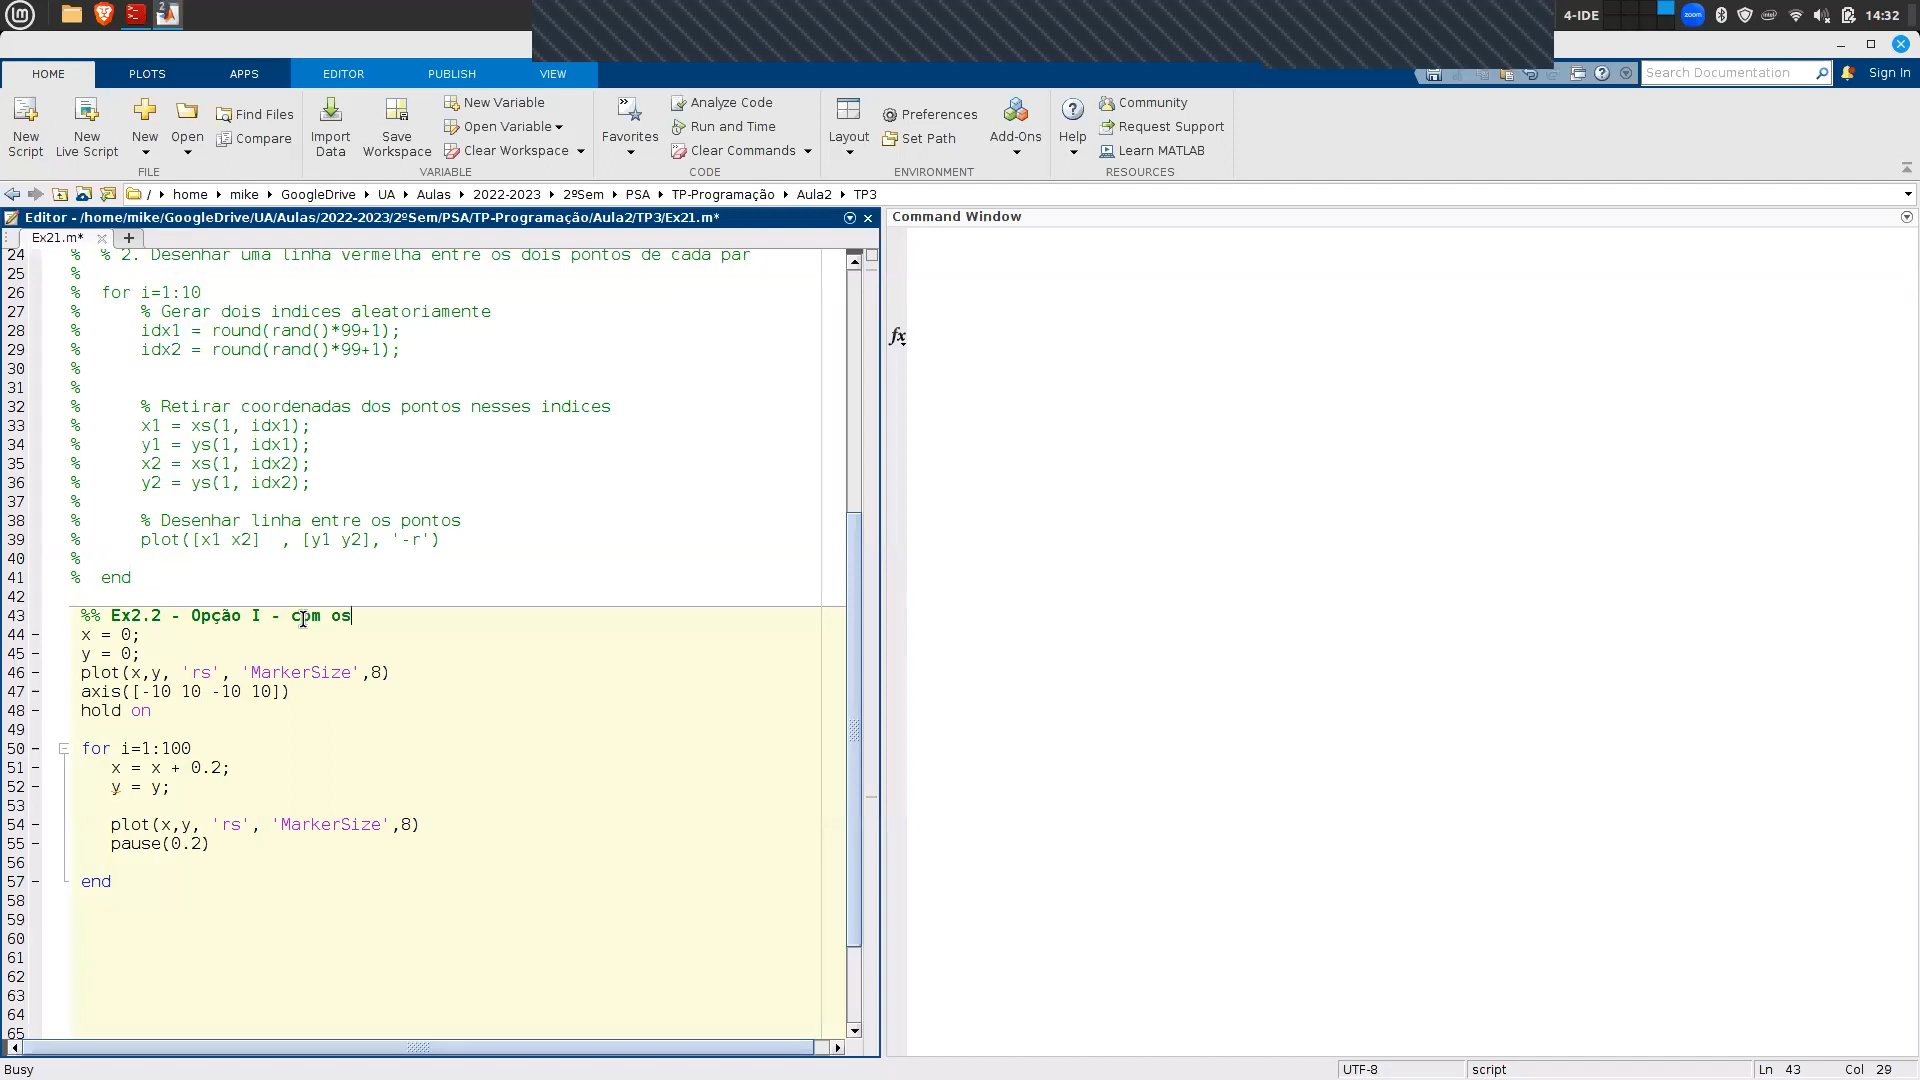 4-IDE
zoom
14:32
HOME
PLOTS
APPS
EDITOR
PUBLISH
VIEW
Search Documentation
Sign In
New Script
New Live Script
New
Open
Find Files
Compare
Import Data
Save Workspace
New Variable
Open Variable
Clear Workspace
Favorites
Analyze Code
Run and Time
Clear Commands
Layout
Preferences
Set Path
Add-Ons
Help
Community
Request Support
Learn MATLAB
FILE
VARIABLE
CODE
ENVIRONMENT
RESOURCES
/ home mike GoogleDrive UA Aulas 2022-2023 2ºSem PSA TP-Programação Aula2 TP3
Editor - /home/mike/GoogleDrive/UA/Aulas/2022-2023/2ºSem/PSA/TP-Programação/Aula2/TP3/Ex21.m*
Command Window
Ex21.m*
fx
24 % % 2. Desenhar uma linha vermelha entre os dois pontos de cada par
25 %
26 % for i=1:10
27 % % Gerar dois indices aleatoriamente
28 % idx1 = round(rand()*99+1);
29 % idx2 = round(rand()*99+1);
30 %
31 %
32 % % Retirar coordenadas dos pontos nesses indices
33 % x1 = xs(1, idx1);
34 % y1 = ys(1, idx1);
35 % x2 = xs(1, idx2);
36 % y2 = ys(1, idx2);
37 %
38 % % Desenhar linha entre os pontos
39 % plot([x1 x2] , [y1 y2], '-r')
40 %
41 % end
42
43 %% Ex2.2 - Opção I - com os
44 x = 0;
45 y = 0;
46 plot(x,y, 'rs', 'MarkerSize',8)
47 axis([-10 10 -10 10])
48 hold on
49
50 for i=1:100
51 x = x + 0.2;
52 y = y;
53
54 plot(x,y, 'rs', 'MarkerSize',8)
55 pause(0.2)
56
57 end
58
59
60
61
62
63
64
65
Busy
UTF-8
script
Ln 43 Col 29